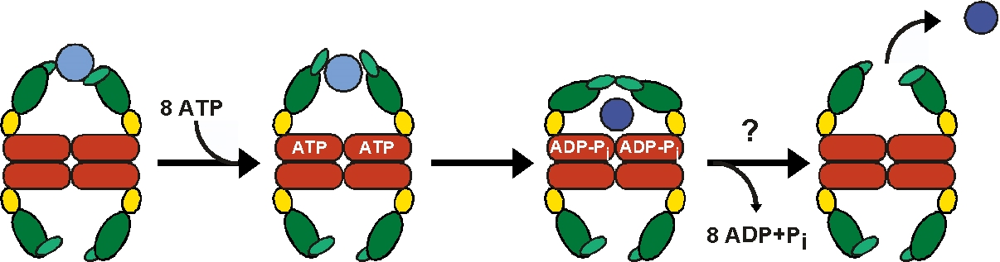 8 ATP
ATP ATP
ADP-Pi ADP-Pi
?
8 ADP+Pi